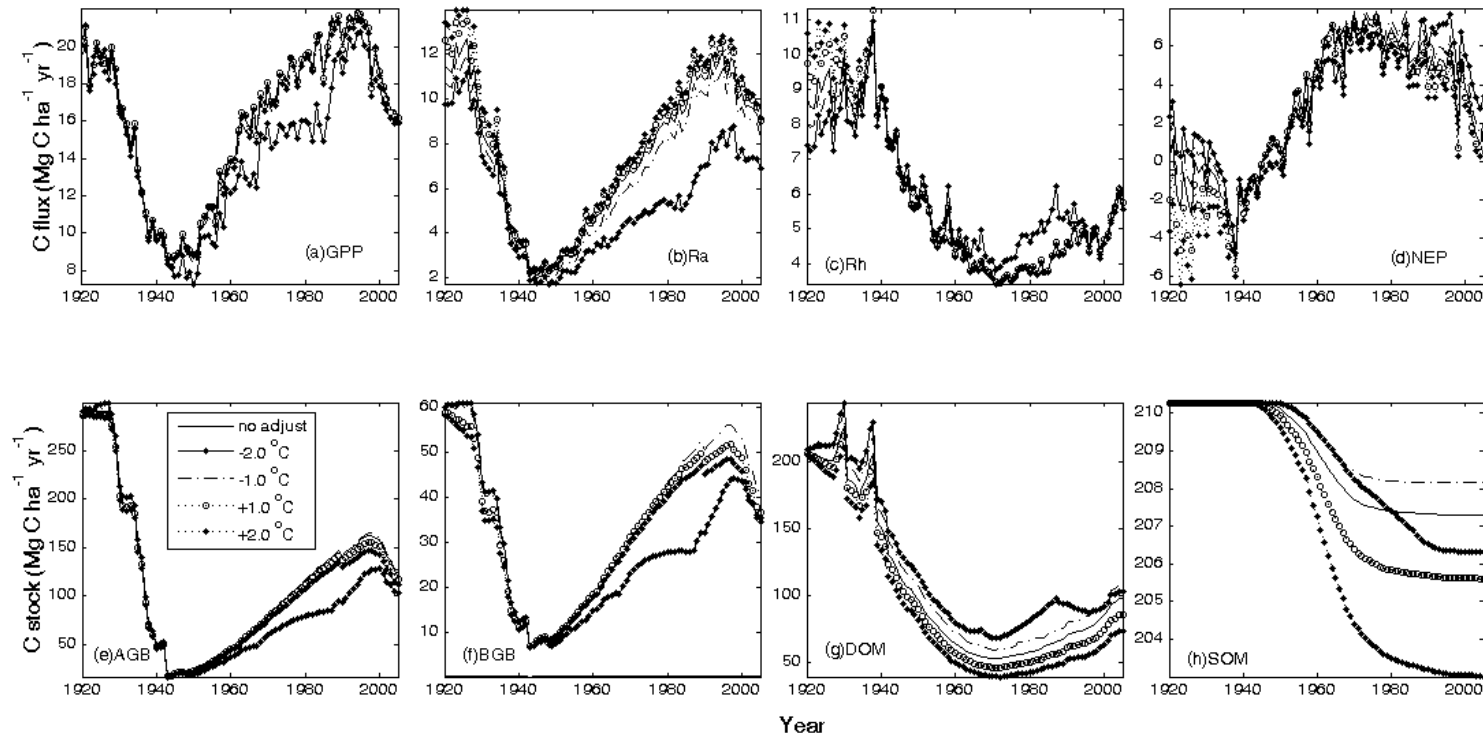 C flux (Mg C ha⁻¹ yr⁻¹)
20
18
16
14
12
10
8
1920 1940 1960 1980 2000
(a)GPP
14
12
10
8
6
4
2
1920 1940 1960 1980 2000
(b)Ra
11
10
9
8
7
6
5
4
1920 1940 1960 1980 2000
(c)Rh
6
4
2
0
-2
-4
-6
1920 1940 1960 1980 2000
(d)NEP
C stock (Mg C ha⁻¹ yr⁻¹)
250
200
150
100
50
1920 1940 1960 1980 2000
(e)AGB
no adjust
-2.0 °C
-1.0 °C
+1.0 °C
+2.0 °C
60
50
40
30
20
10
1920 1940 1960 1980 2000
(f)BGB
200
150
100
50
1920 1940 1960 1980 2000
(g)DOM
210
209
208
207
206
205
204
1920 1940 1960 1980 2000
(h)SOM
Year